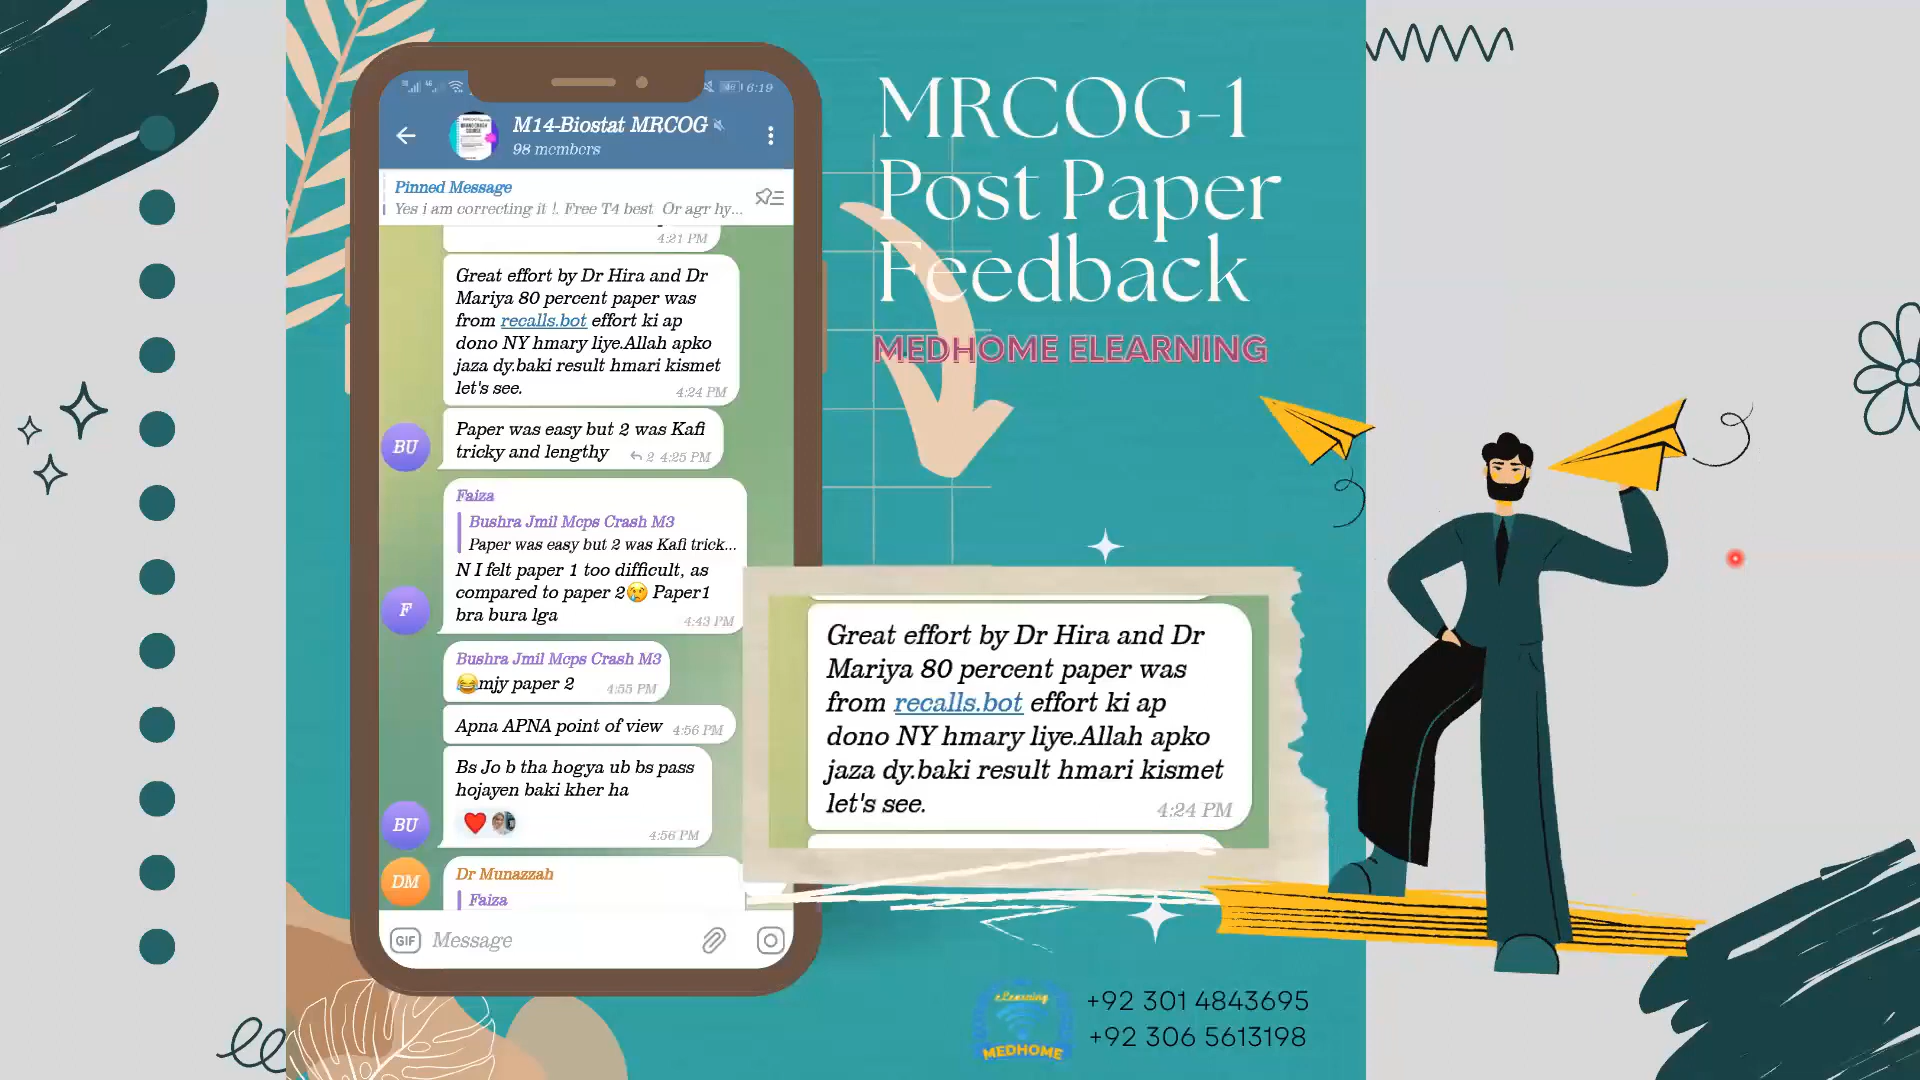 6:19
M14-Biostat MRCOG
98 members
Pinned Message
Yes i am correcting it !. Free T4 best Or agr hy...
4:21 PM
Great effort by Dr Hira and Dr
Mariya 80 percent paper was
from recalls.bot effort ki ap
dono NY hmary liye.Allah apko
jaza dy.baki result hmari kismet
let's see.
4:24 PM
BU
Paper was easy but 2 was Kafi
tricky and lengthy
2 4:25 PM
Faiza
Bushra Jmil Mcps Crash M3
Paper was easy but 2 was Kafi trick...
N I felt paper 1 too difficult, as
compared to paper 2😢 Paper1
bra bura lga
4:43 PM
F
Bushra Jmil Mcps Crash M3
😂mjy paper 2
4:55 PM
Apna APNA point of view
4:56 PM
Bs Jo b tha hogya ub bs pass
hojayen baki kher ha
❤️
4:56 PM
BU
DM
Dr Munazzah
Faiza
GIF
Message
MRCOG-1
Post Paper
Feedback
MEDHOME ELEARNING
Great effort by Dr Hira and Dr
Mariya 80 percent paper was
from recalls.bot effort ki ap
dono NY hmary liye.Allah apko
jaza dy.baki result hmari kismet
let's see.
4:24 PM
eLearning
MEDHOME
+92 301 4843695
+92 306 5613198